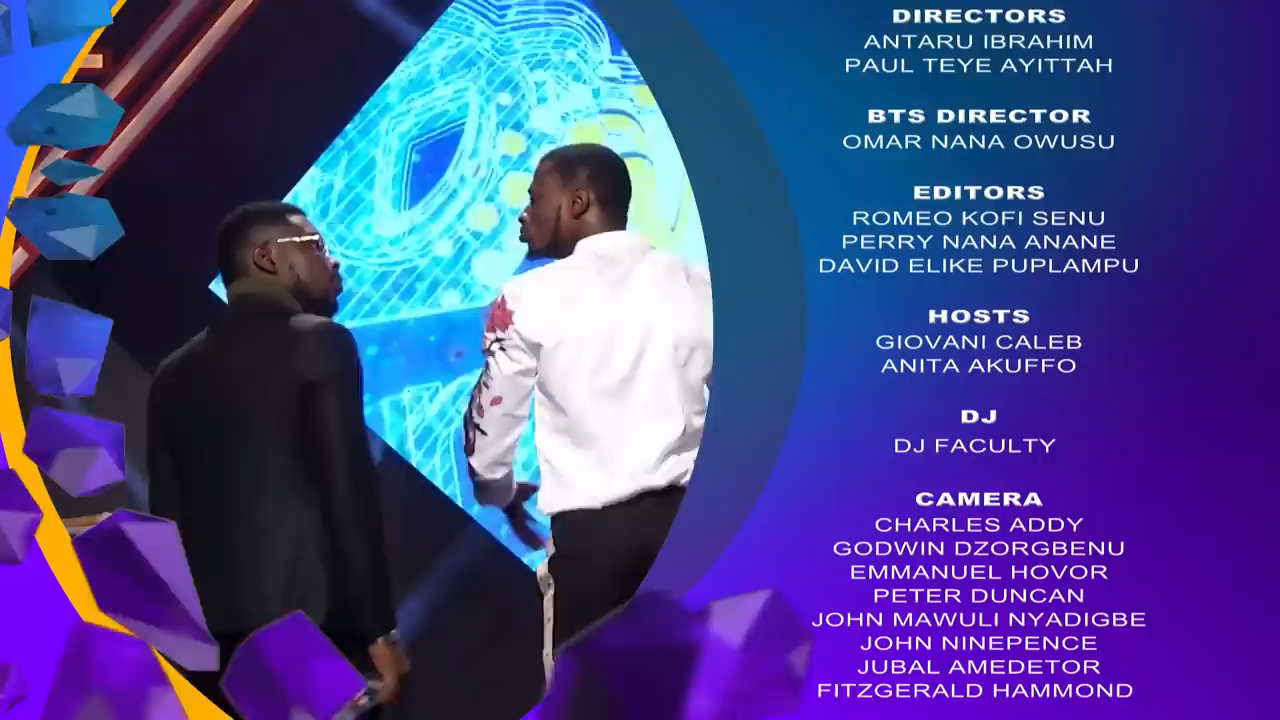 DIRECTORS
ANTARU IBRAHIM
PAUL TEYE AYITTAH
BTS DIRECTOR
OMAR NANA OWUSU
EDITORS
ROMEO KOFI SENU
PERRY NANA ANANE
DAVID ELIKE PUPLAMPU
HOSTS
GIOVANI CALEB
ANITA AKUFFO
DJ
DJ FACULTY
CAMERA
CHARLES ADDY
GODWIN DZORGBENU
EMMANUEL HOVOR
PETER DUNCAN
JOHN MAWULI NYADIGBE
JOHN NINEPENCE
JUBAL AMEDETOR
FITZGERALD HAMMOND